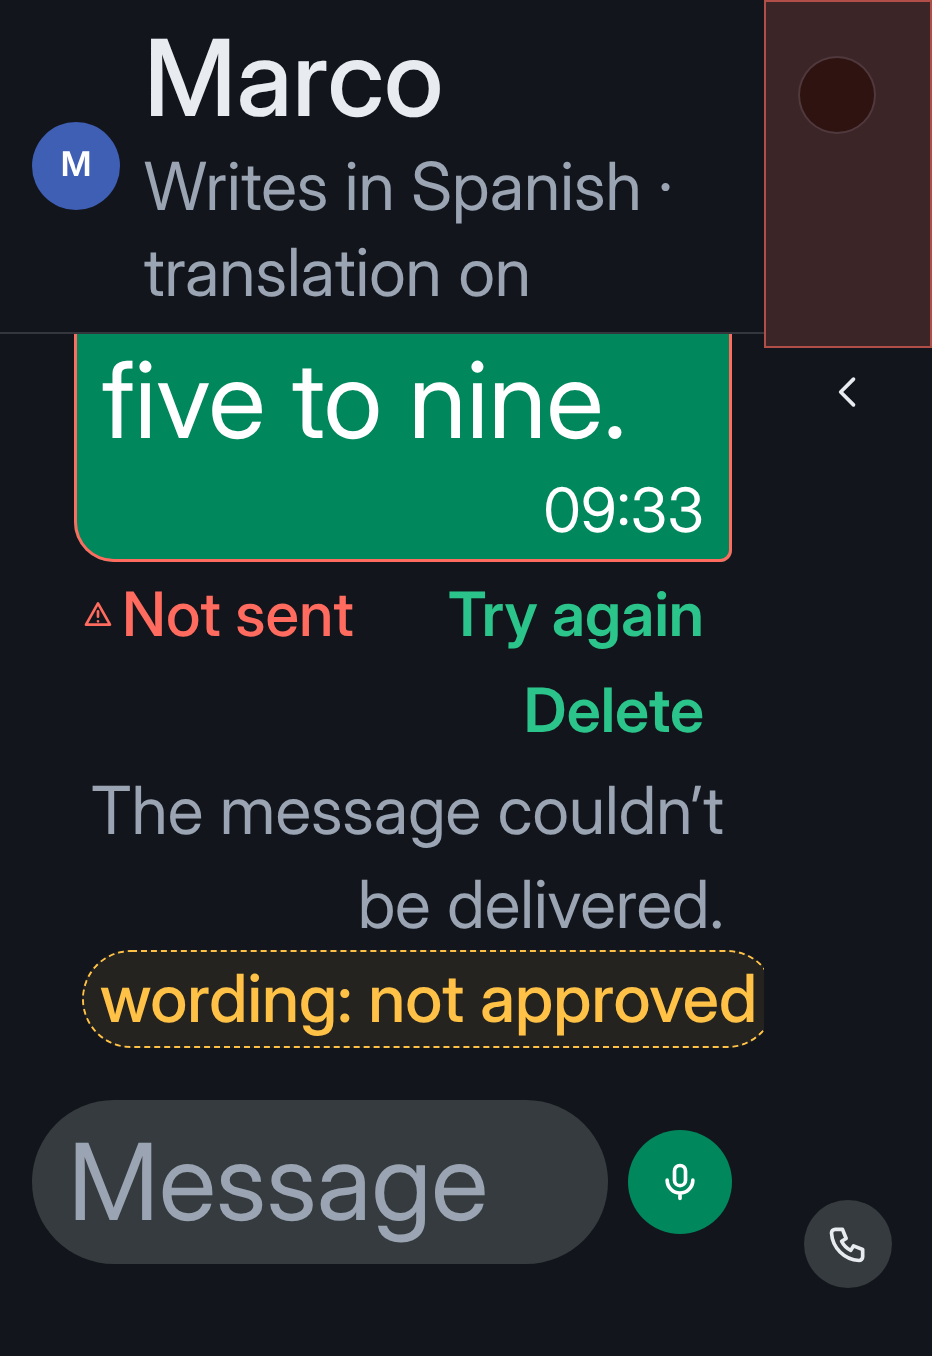 Marco
M
Writes in Spanish ·
translation on
five to nine.
09:33
Not sent
Try again
Delete
The message couldn’t
be delivered.
wording: not approved
Message